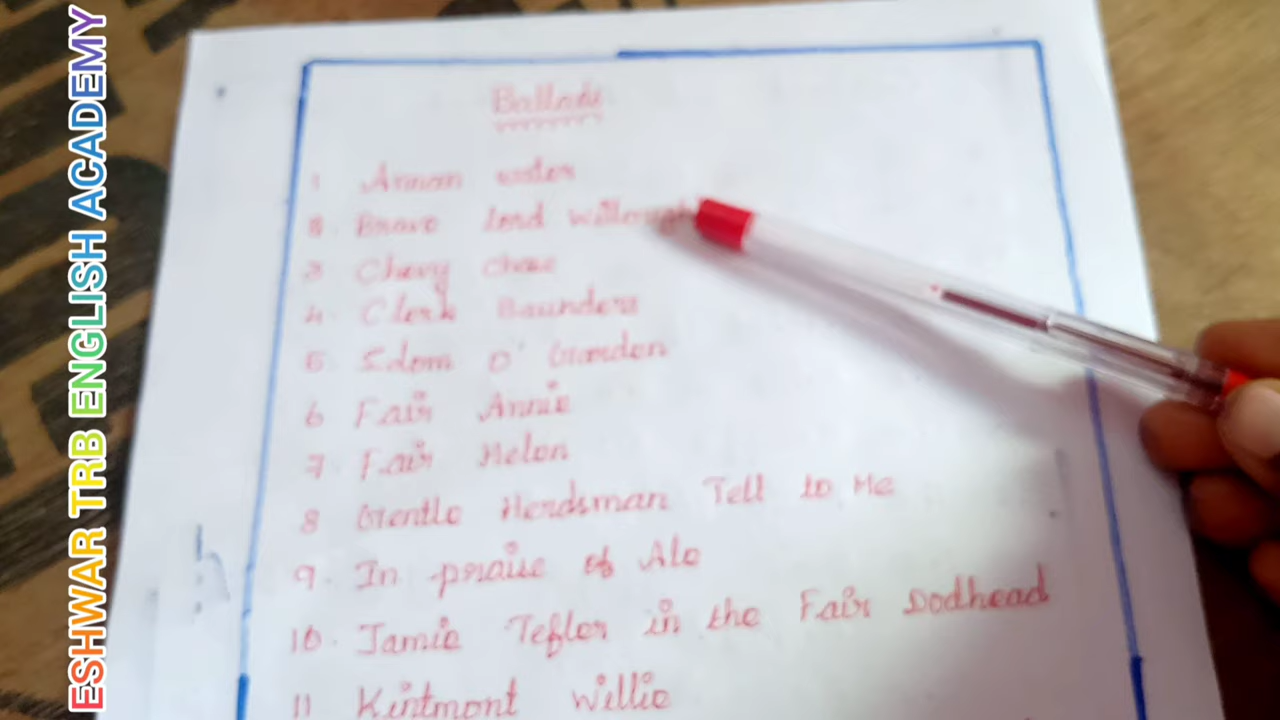 ESHWAR TRB ENGLISH ACADEMY
Ballads
1 Annan water
2. Brave lord
3 Chevy chase
4. Clerk Saunders
5. Edom O' Gordon
6 Fair Annie
7. Fair Helen
8 Gentle Herdsman Tell to Me
9. In praise of Ale
10. Jamie Tefler in the Fair Dodhead
11 Kintmont Willie